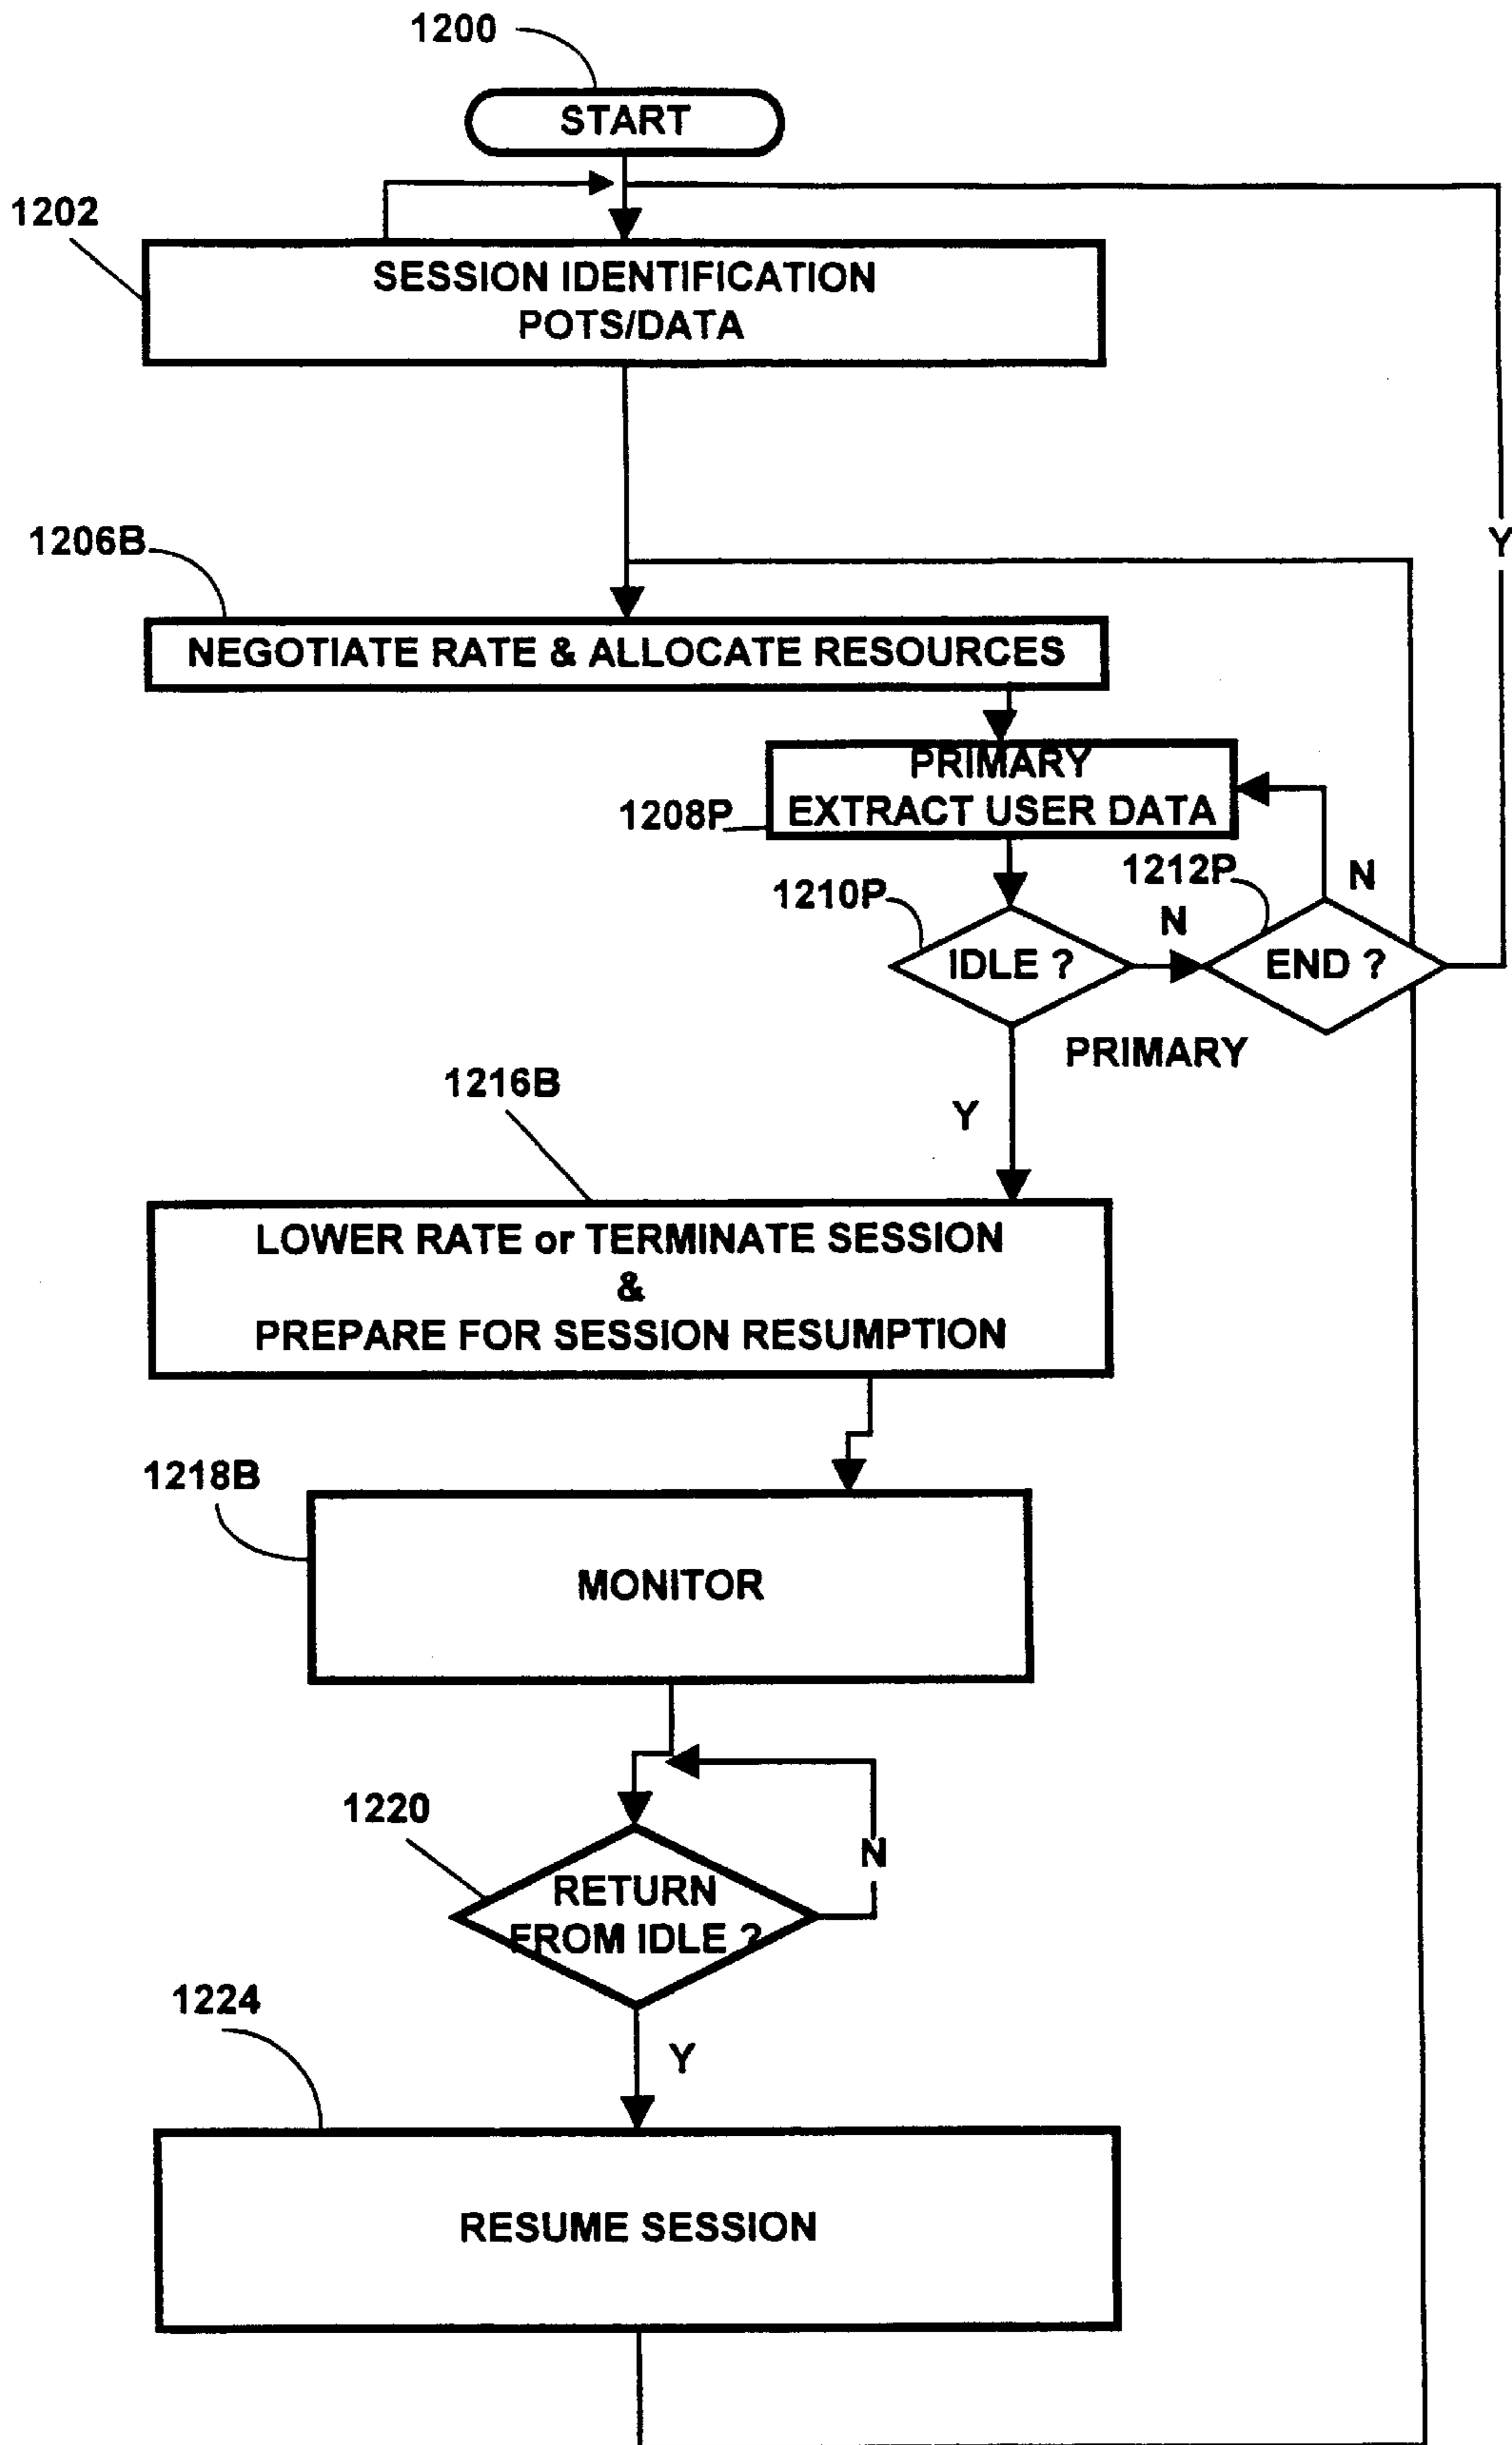 1200
START
1202
SESSION IDENTIFICATION
POTS/DATA
Y
1206B
NEGOTIATE RATE & ALLOCATE RESOURCES
PRIMARY
EXTRACT USER DATA
1208P
1210P
1212P
N
N
IDLE ?
END ?
PRIMARY
1216B
Y
LOWER RATE or TERMINATE SESSION
&
PREPARE FOR SESSION RESUMPTION
1218B
MONITOR
1220
N
RETURN
FROM IDLE ?
1224
Y
RESUME SESSION